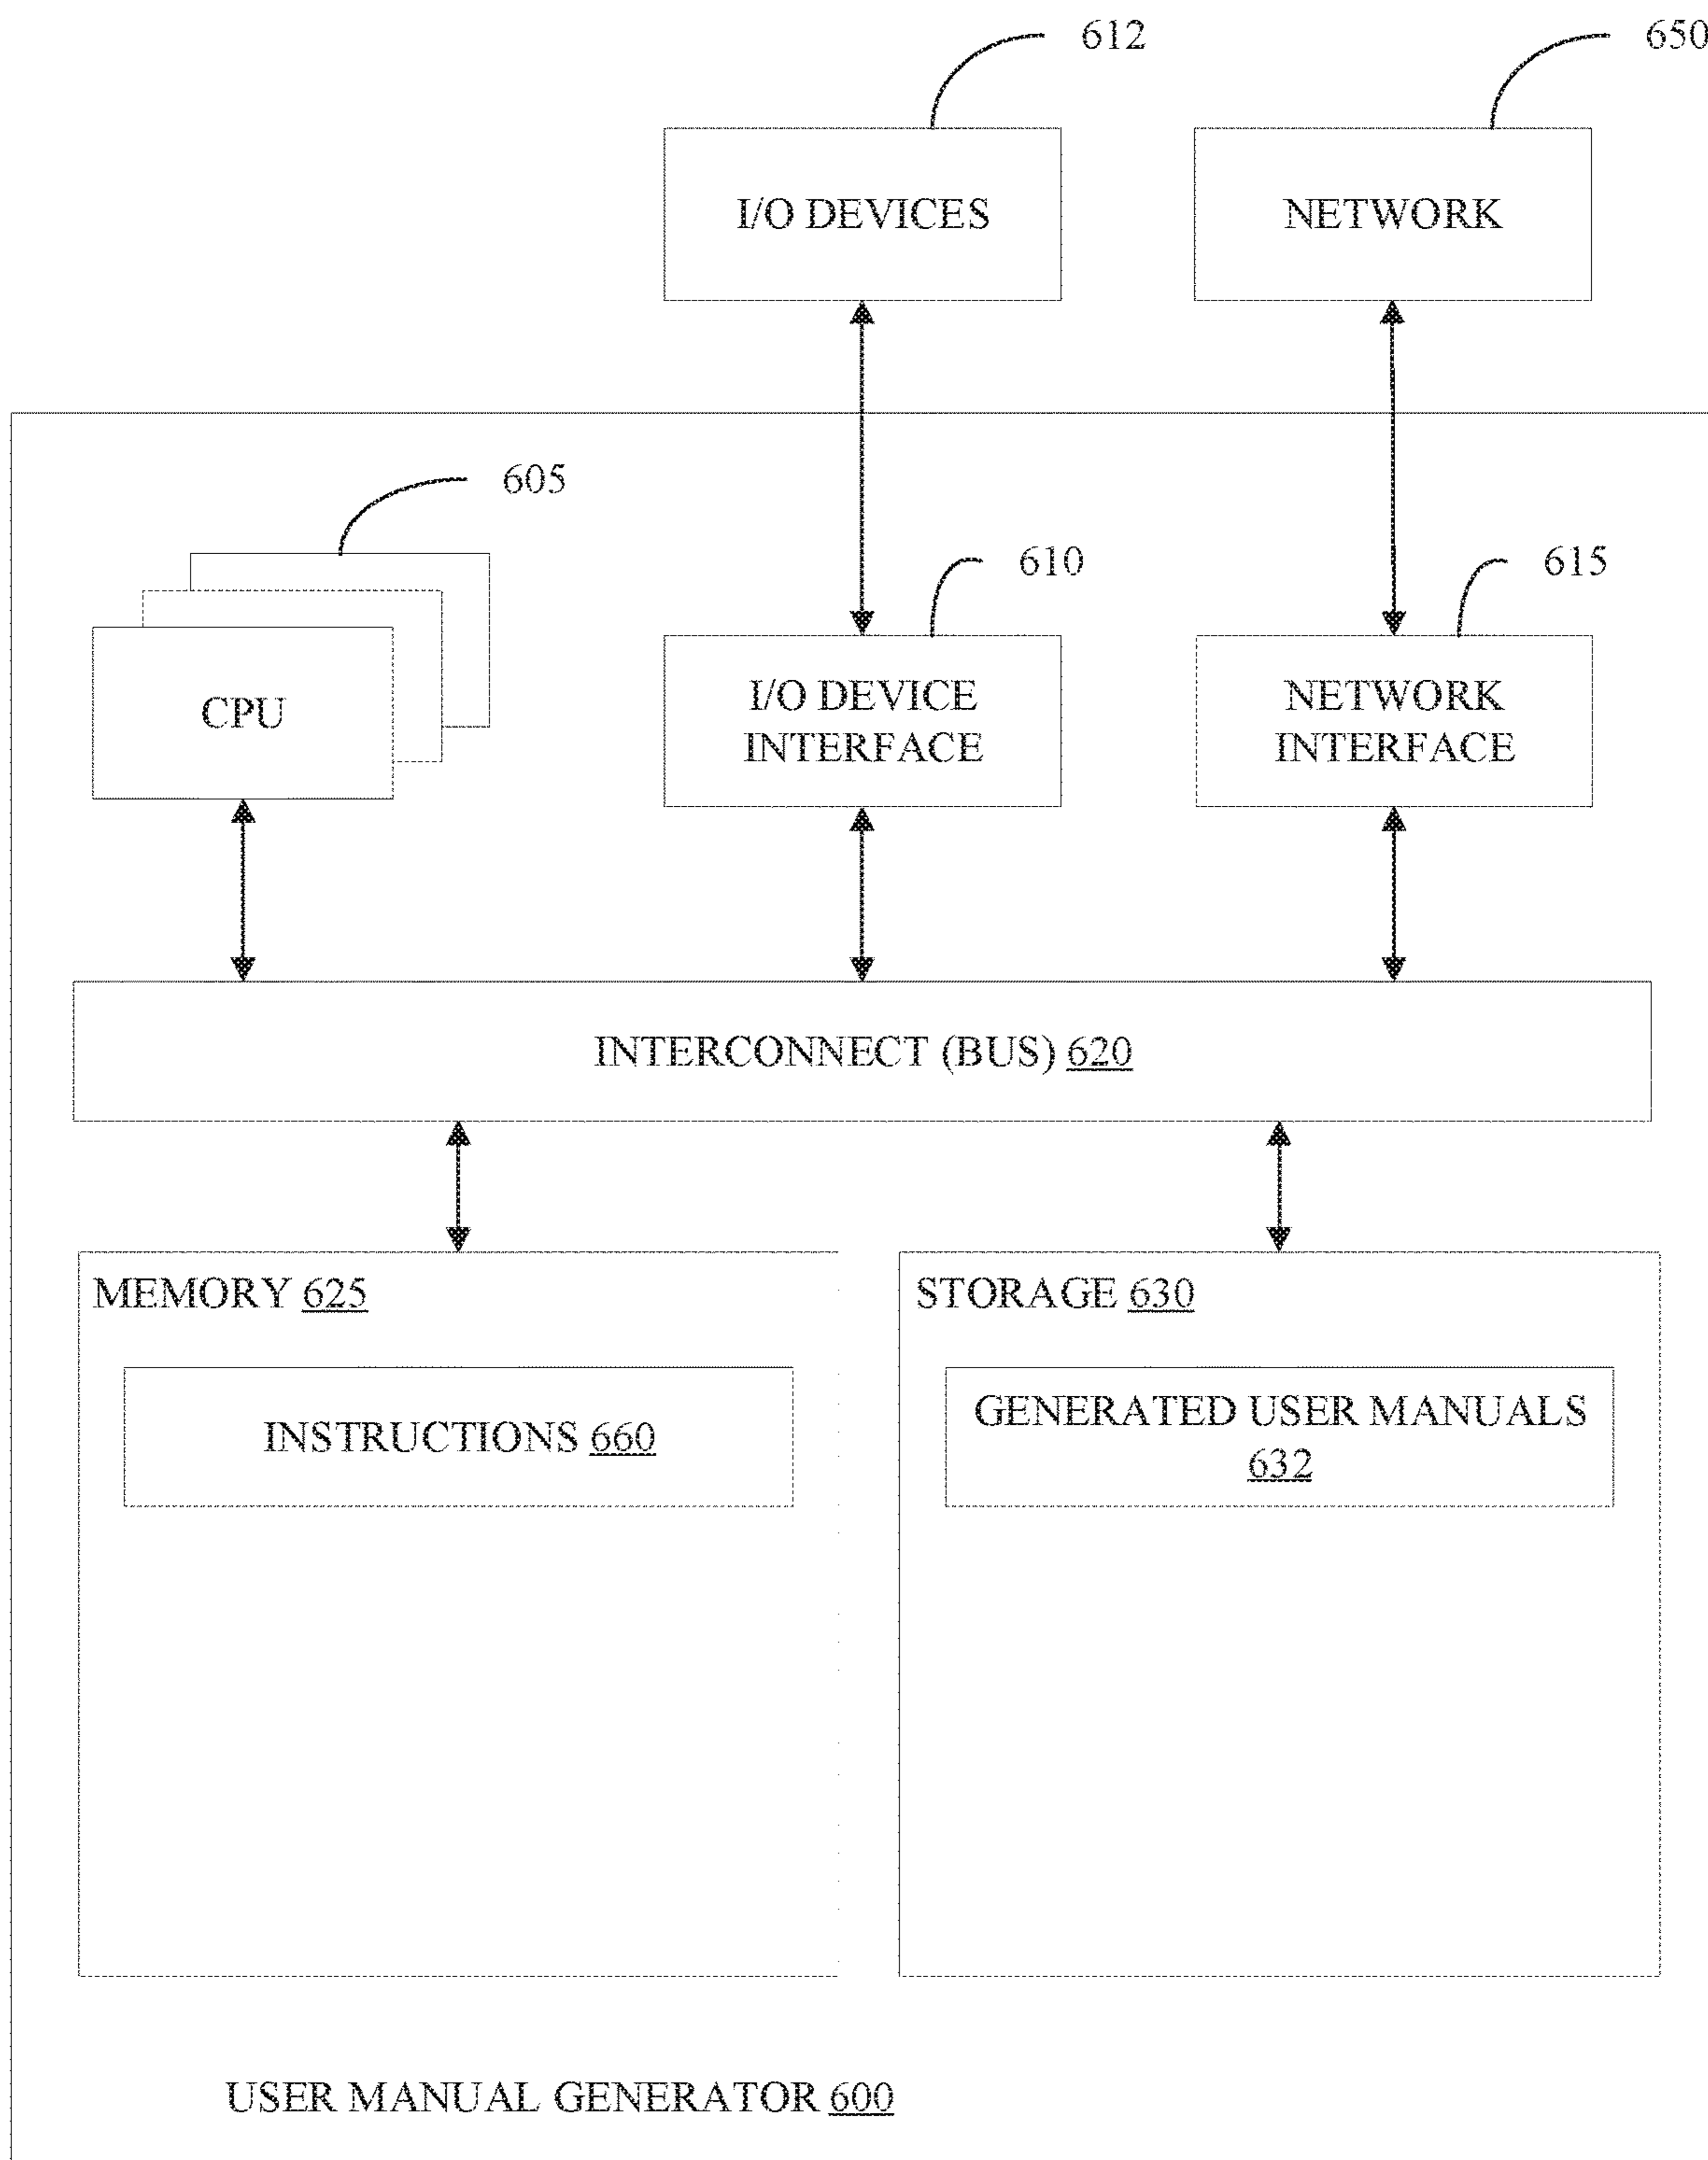 612
650
I/O DEVICES
NETWORK
605
610
615
CPU
I/O DEVICE
INTERFACE
NETWORK
INTERFACE
INTERCONNECT (BUS) 620
MEMORY 625
STORAGE 630
INSTRUCTIONS 660
GENERATED USER MANUALS
632
USER MANUAL GENERATOR 600